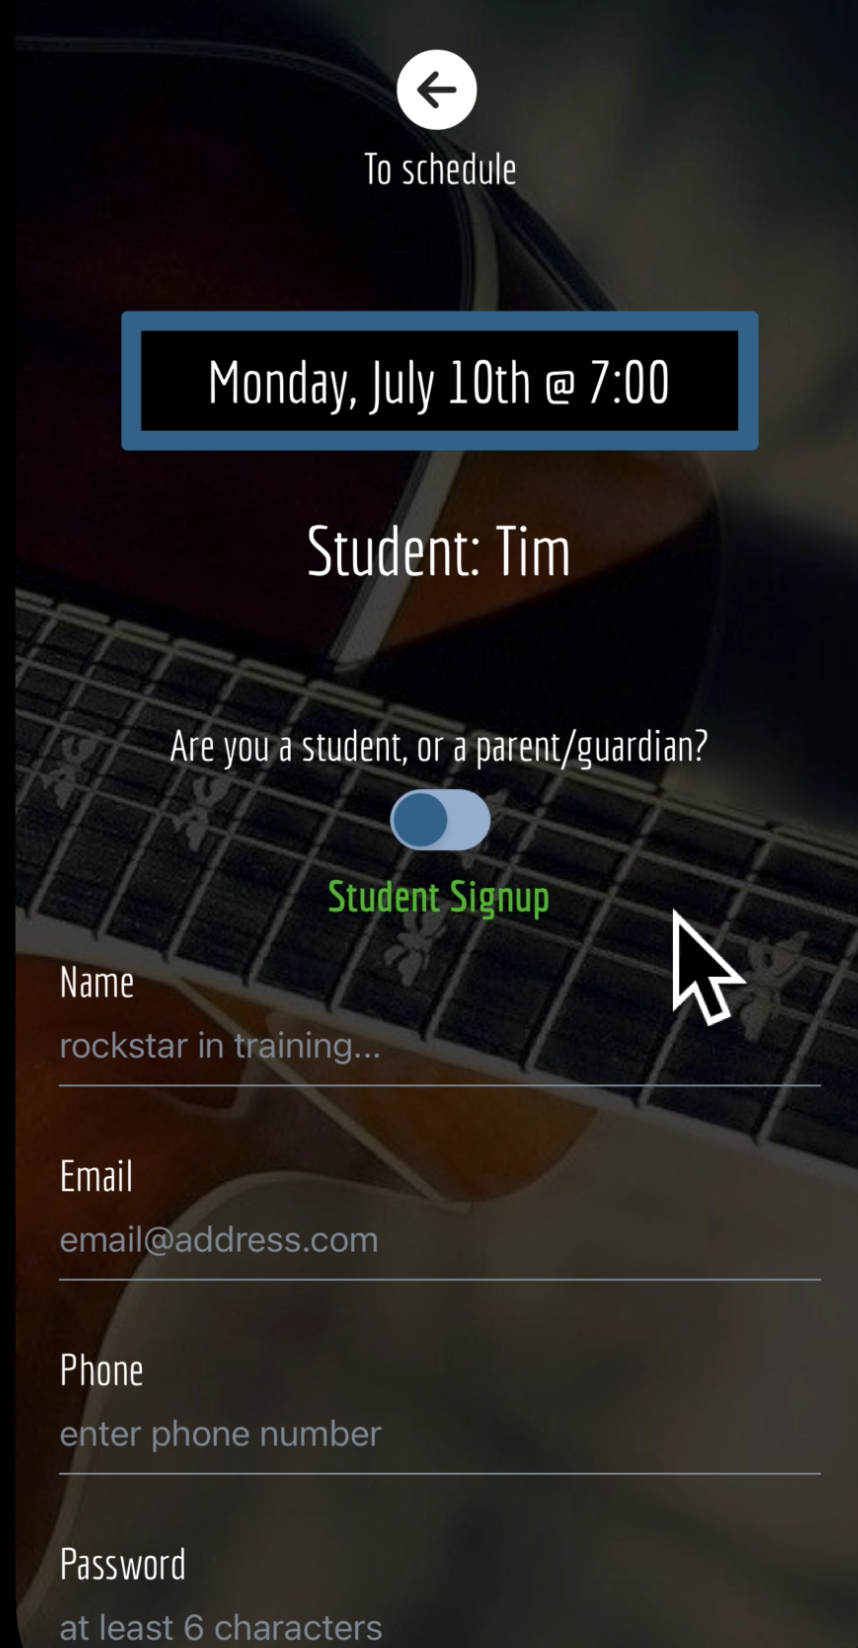 To schedule
Monday, July 10th @ 7:00
Student: Tim
Are you a student, or a parent/guardian?
Student Signup
Name
rockstar in training...
Email
email@address.com
Phone
enter phone number
Password
at least 6 characters